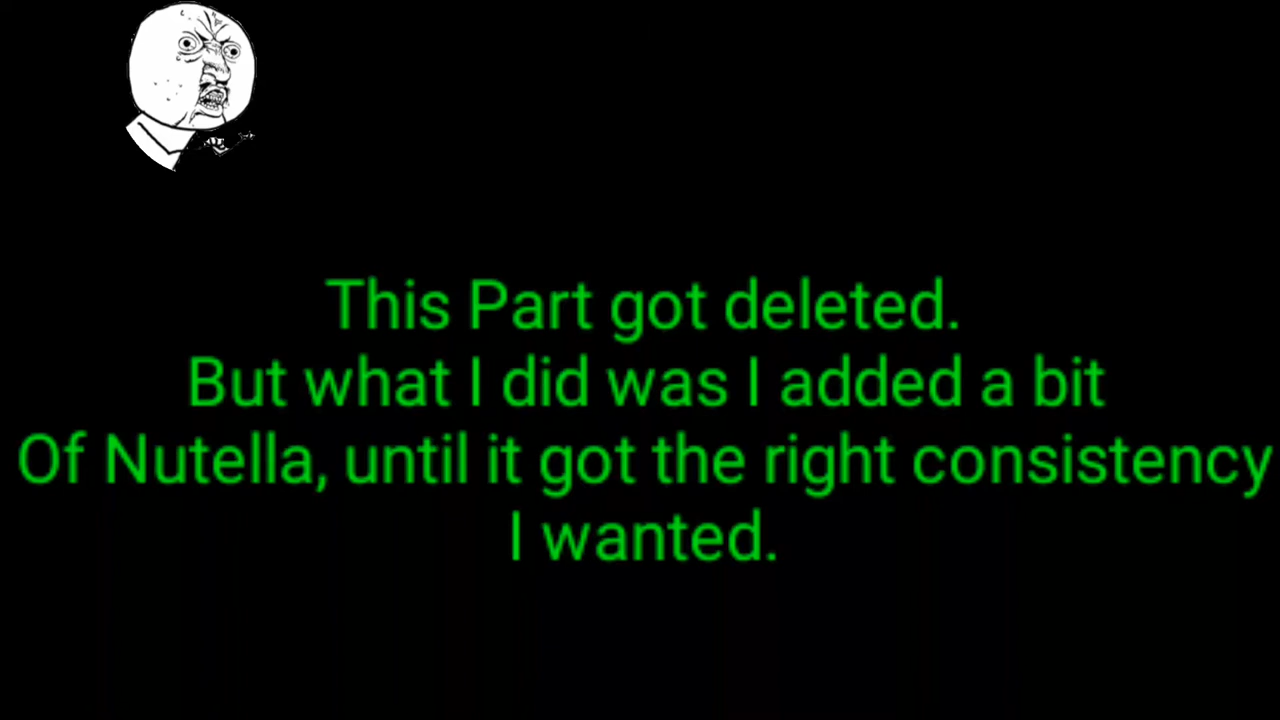 This Part got deleted.
But what I did was I added a bit
Of Nutella, until it got the right consistency
I wanted.